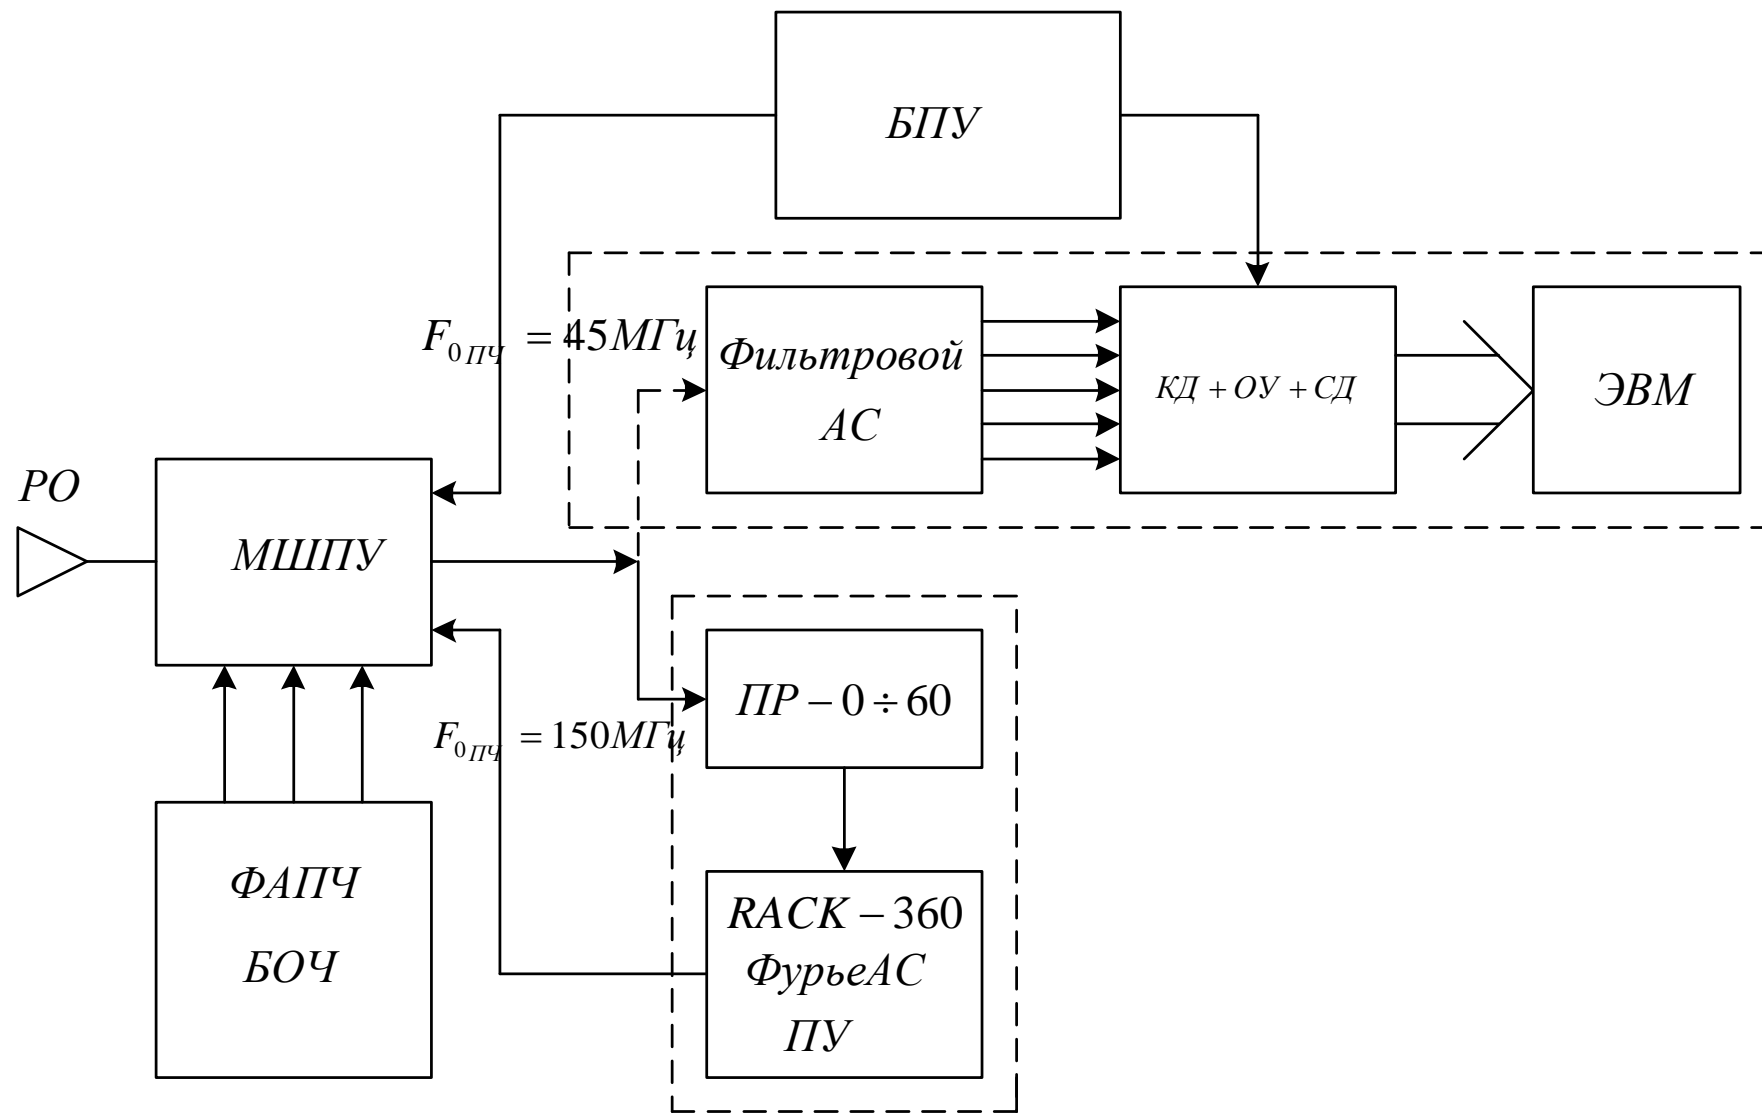 БПУ
F0ПЧ = 45МГц
Фильтровой
АС
КД + ОУ + СД
ЭВМ
РО
МШПУ
ПР – 0 ÷ 60
F0ПЧ = 150МГц
ФАПЧ
БОЧ
RACK – 360
ФурьеАС
ПУ